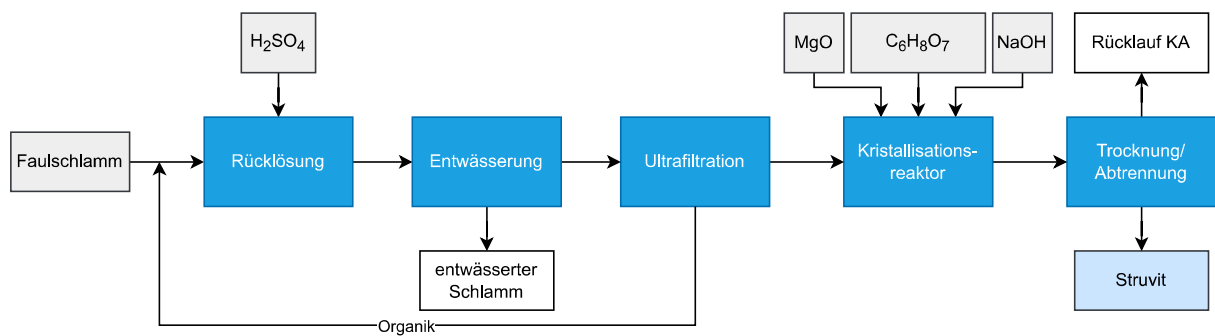 H₂SO₄
MgO
C₆H₈O₇
NaOH
Rücklauf KA
Faulschlamm
Rücklösung
Entwässerung
Ultrafiltration
Kristallisations-
reaktor
Trocknung/
Abtrennung
entwässerter
Schlamm
Struvit
Organik